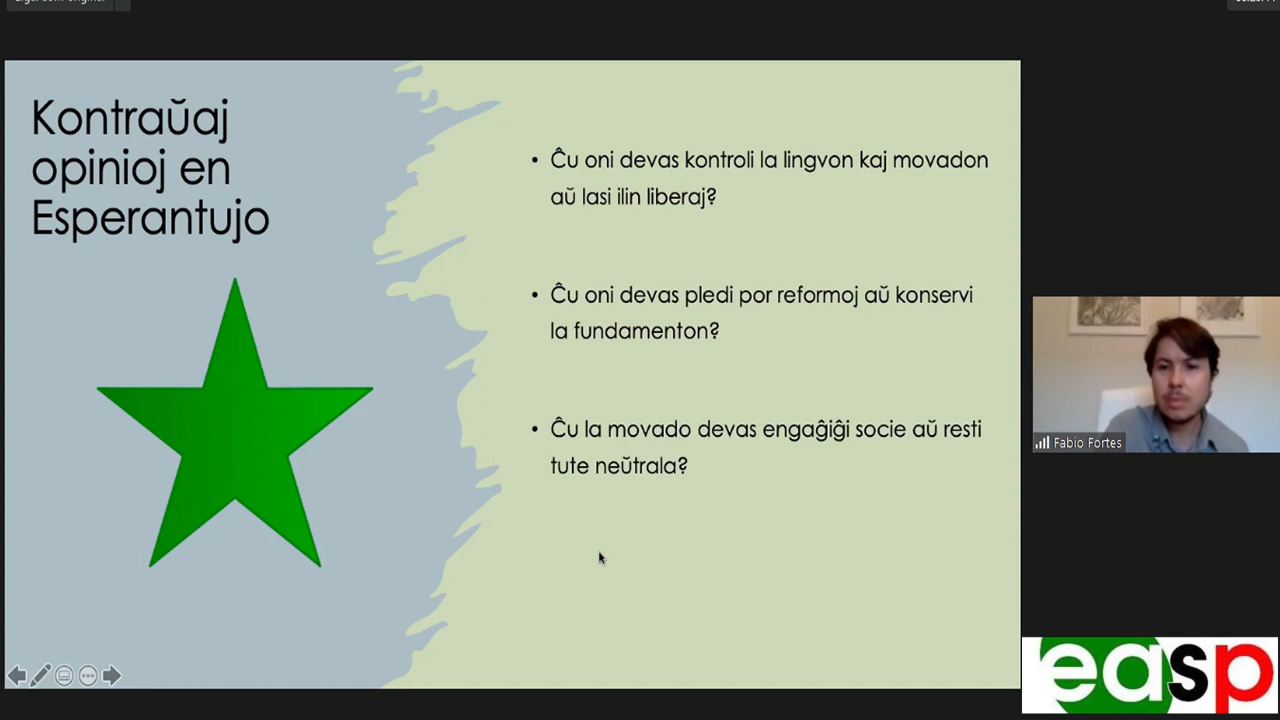 Kontraŭaj
opinioj en
Esperantujo
• Ĉu oni devas kontroli la lingvon kaj movadon
aŭ lasi ilin liberaj?
• Ĉu oni devas pledi por reformoj aŭ konservi
la fundamenton?
• Ĉu la movado devas engaĝiĝi socie aŭ resti
tute neŭtrala?
Fabio Fortes
easp